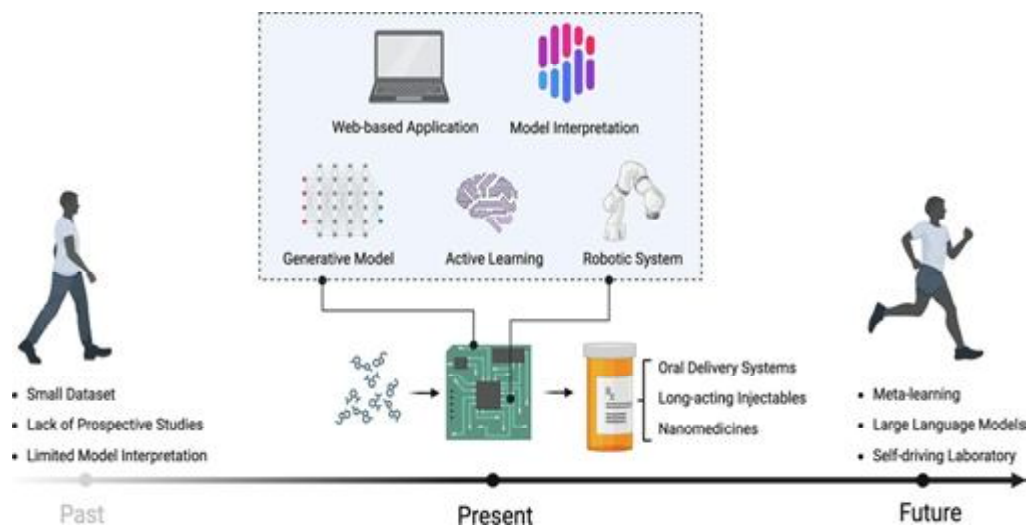 Web-based Application
Model Interpretation
Generative Model
Active Learning
Robotic System
• Small Dataset
• Lack of Prospective Studies
• Limited Model Interpretation
Oral Delivery Systems
Long-acting Injectables
Nanomedicines
• Meta-learning
• Large Language Models
• Self-driving Laboratory
Past
Present
Future